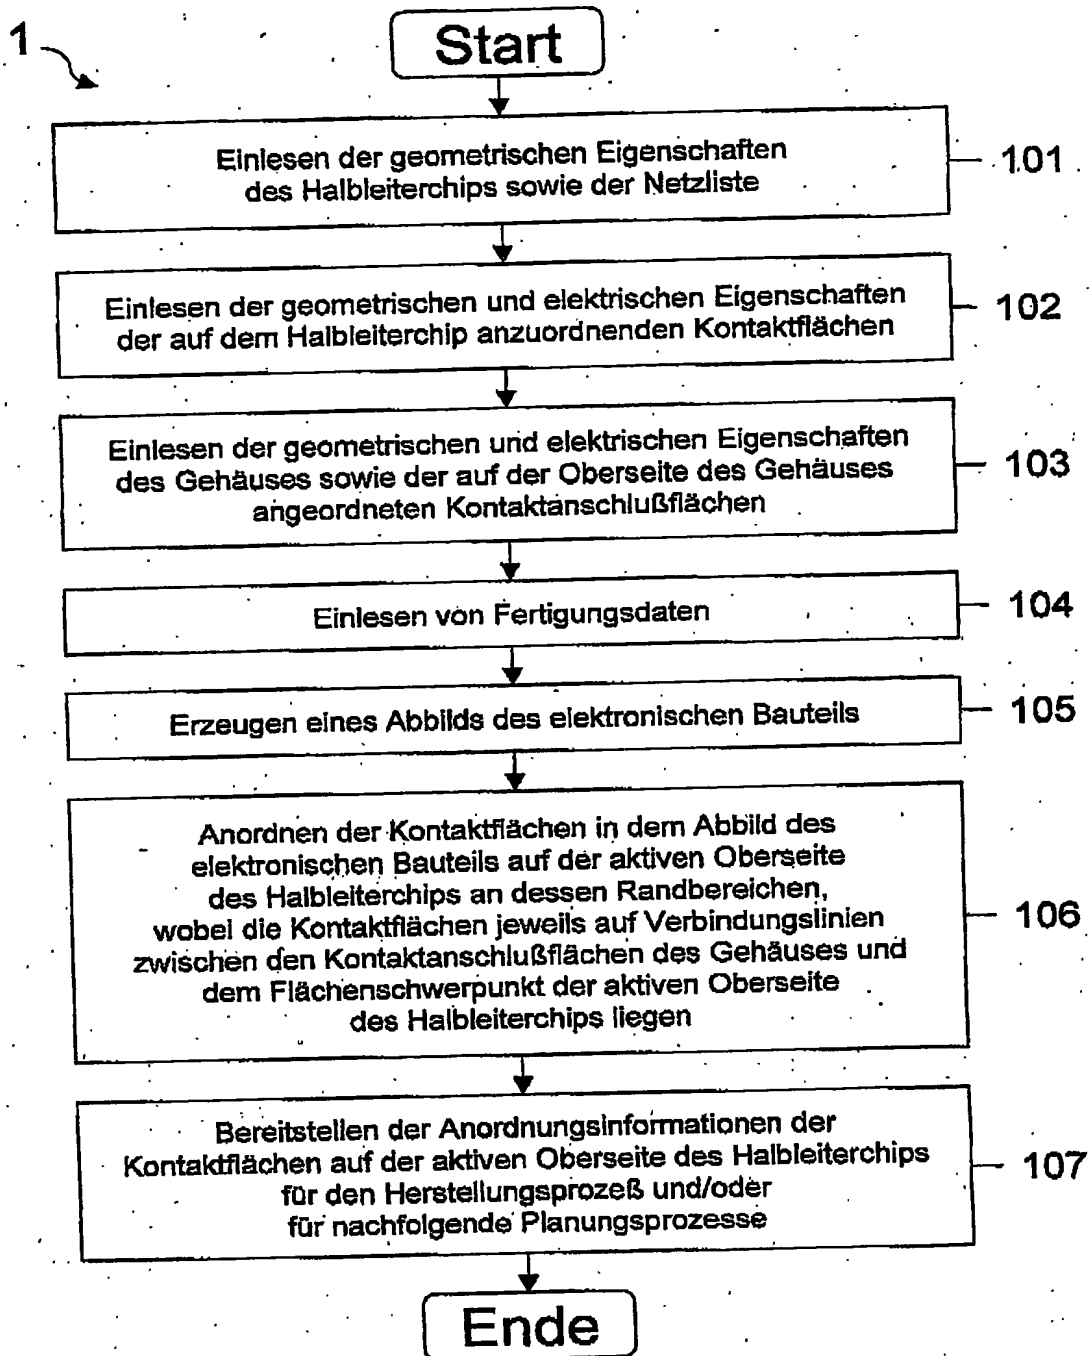 1
Start
Einlesen der geometrischen Eigenschaften
des Halbleiterchips sowie der Netzliste
101
Einlesen der geometrischen und elektrischen Eigenschaften
der auf dem Halbleiterchip anzuordnenden Kontaktflächen
102
Einlesen der geometrischen und elektrischen Eigenschaften
des Gehäuses sowie der auf der Oberseite des Gehäuses
angeordneten Kontaktanschlußflächen
103
Einlesen von Fertigungsdaten
104
Erzeugen eines Abbilds des elektronischen Bauteils
105
Anordnen der Kontaktflächen in dem Abbild des
elektronischen Bauteils auf der aktiven Oberseite
des Halbleiterchips an dessen Randbereichen,
wobei die Kontaktflächen jeweils auf Verbindungslinien
zwischen den Kontaktanschlußflächen des Gehäuses und
dem Flächenschwerpunkt der aktiven Oberseite
des Halbleiterchips liegen
106
Bereitstellen der Anordnungsinformationen der
Kontaktflächen auf der aktiven Oberseite des Halbleiterchips
für den Herstellungsprozeß und/oder
für nachfolgende Planungsprozesse
107
Ende